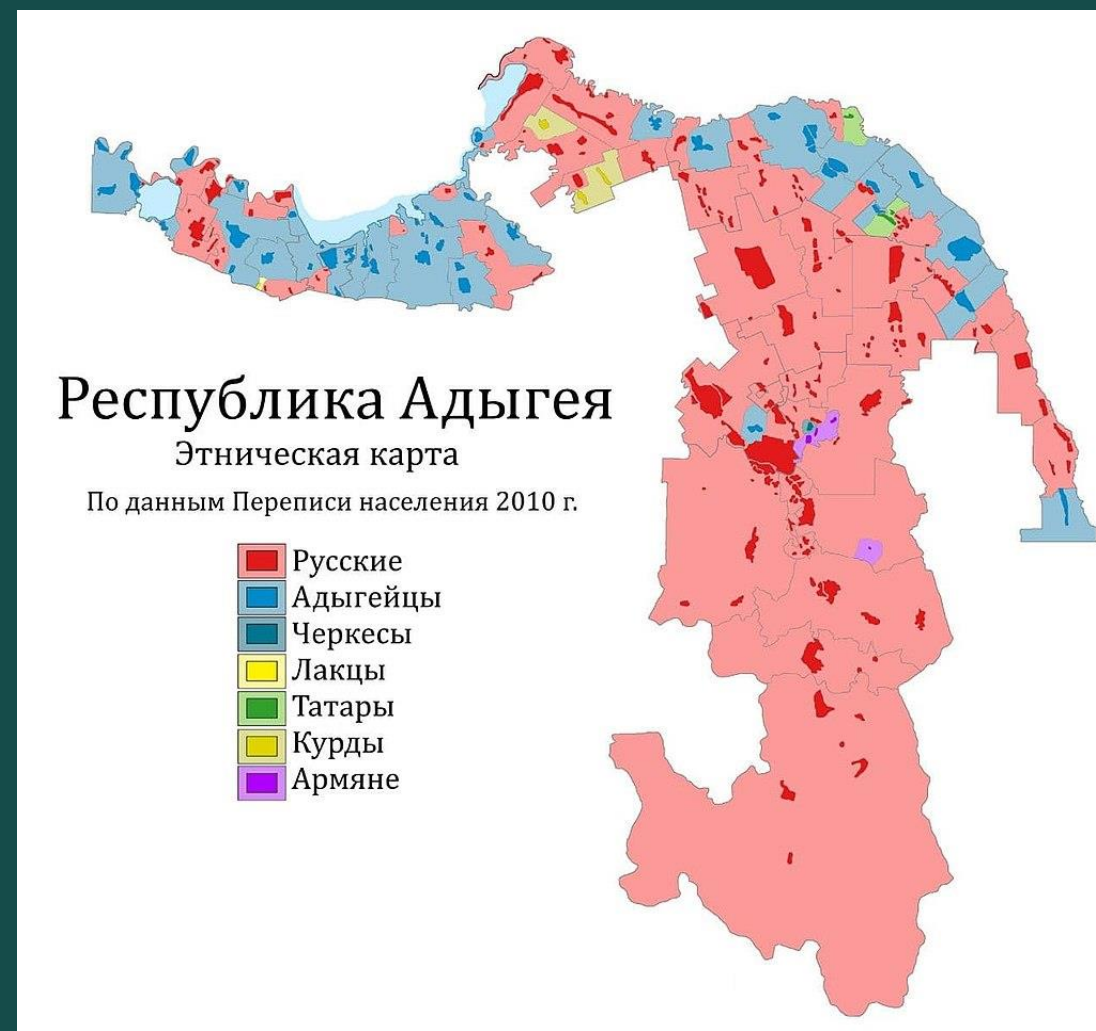 Республика Адыгея
Этническая карта
По данным Переписи населения 2010 г.
Русские
Адыгейцы
Черкесы
Лакцы
Татары
Курды
Армяне